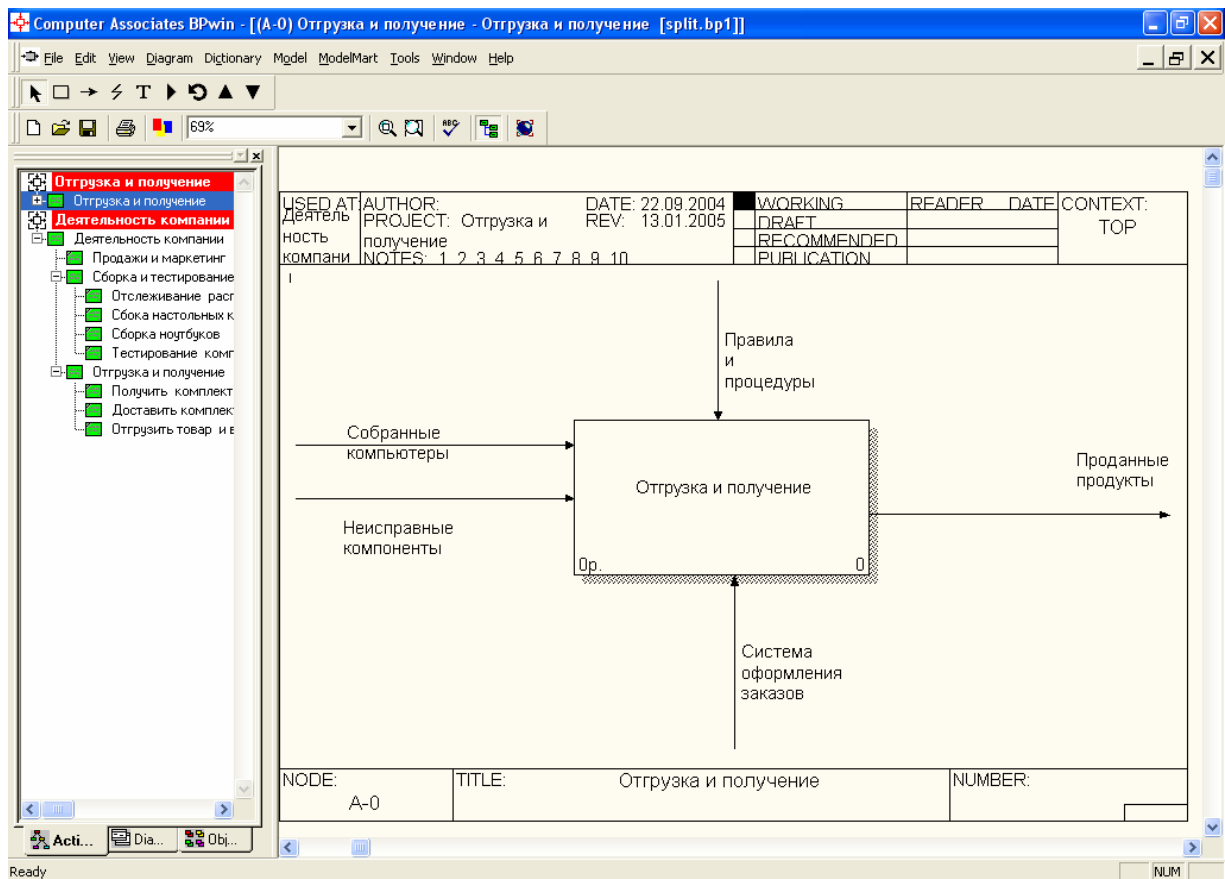 Computer Associates BPwin - [(A-0) Отгрузка и получение - Отгрузка и получение [split.bp1]]
File Edit View Diagram Dictionary Model ModelMart Tools Window Help
69%
Отгрузка и получение
Отгрузка и получение
Деятельность компании
Деятельность компании
Продажи и маркетинг
Сборка и тестирование
Отслеживание расг
Сбока настольных к
Сборка ноутбуков
Тестирование комг
Отгрузка и получение
Получить комплект
Доставить комплек
Отгрузить товар и в
Acti... Dia... Obj...
USED AT: AUTHOR: DATE: 22.09.2004 WORKING READER DATE CONTEXT:
Деятель PROJECT: Отгрузка и REV: 13.01.2005 DRAFT TOP
ность получение RECOMMENDED
компани NOTES: 1 2 3 4 5 6 7 8 9 10 PUBLICATION
Правила
и
процедуры
Собранные
компьютеры
Неисправные
компоненты
Отгрузка и получение
0р. 0
Проданные
продукты
Система
оформления
заказов
NODE: TITLE: Отгрузка и получение NUMBER:
A-0
Ready NUM